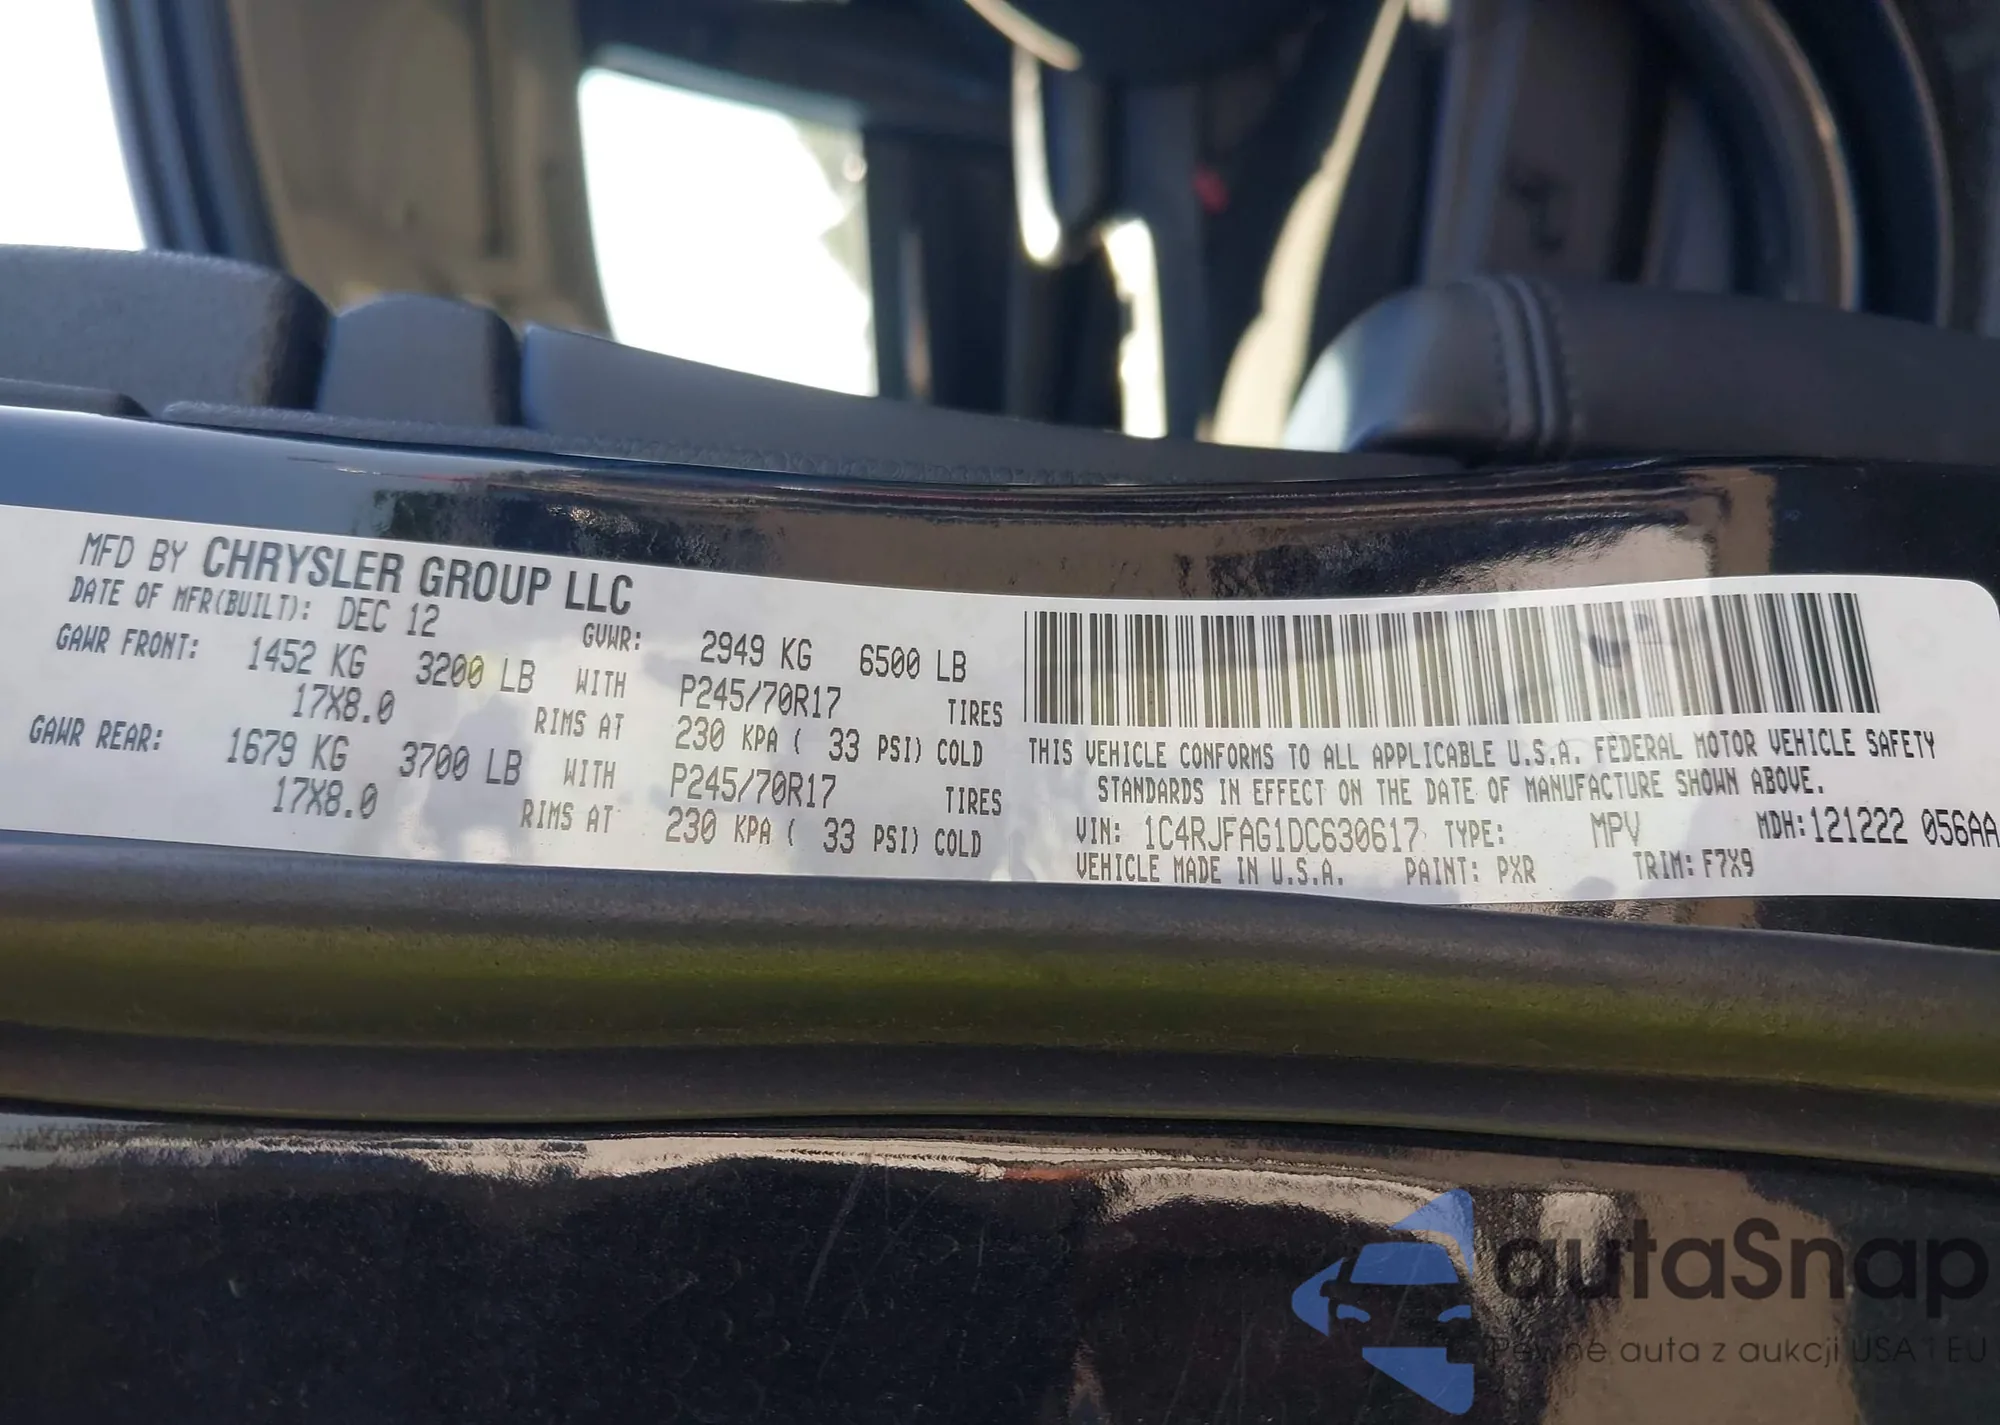 MFD BY CHRYSLER GROUP LLC
DATE OF MFR(BUILT): DEC 12 GVWR: 2949 KG 6500 LB
GAWR FRONT: 1452 KG 3200 LB WITH P245/70R17 TIRES
17X8.0 RIMS AT 230 KPA ( 33 PSI) COLD
GAWR REAR: 1679 KG 3700 LB WITH P245/70R17 TIRES
17X8.0 RIMS AT 230 KPA ( 33 PSI) COLD
THIS VEHICLE CONFORMS TO ALL APPLICABLE U.S.A. FEDERAL MOTOR VEHICLE SAFETY
STANDARDS IN EFFECT ON THE DATE OF MANUFACTURE SHOWN ABOVE.
VIN: 1C4RJFAG1DC630617 TYPE: MPV MDH:121222 056AA
VEHICLE MADE IN U.S.A. PAINT: PXR TRIM: F7X9
autaSnap
Pewne auta z aukcji USA i EU